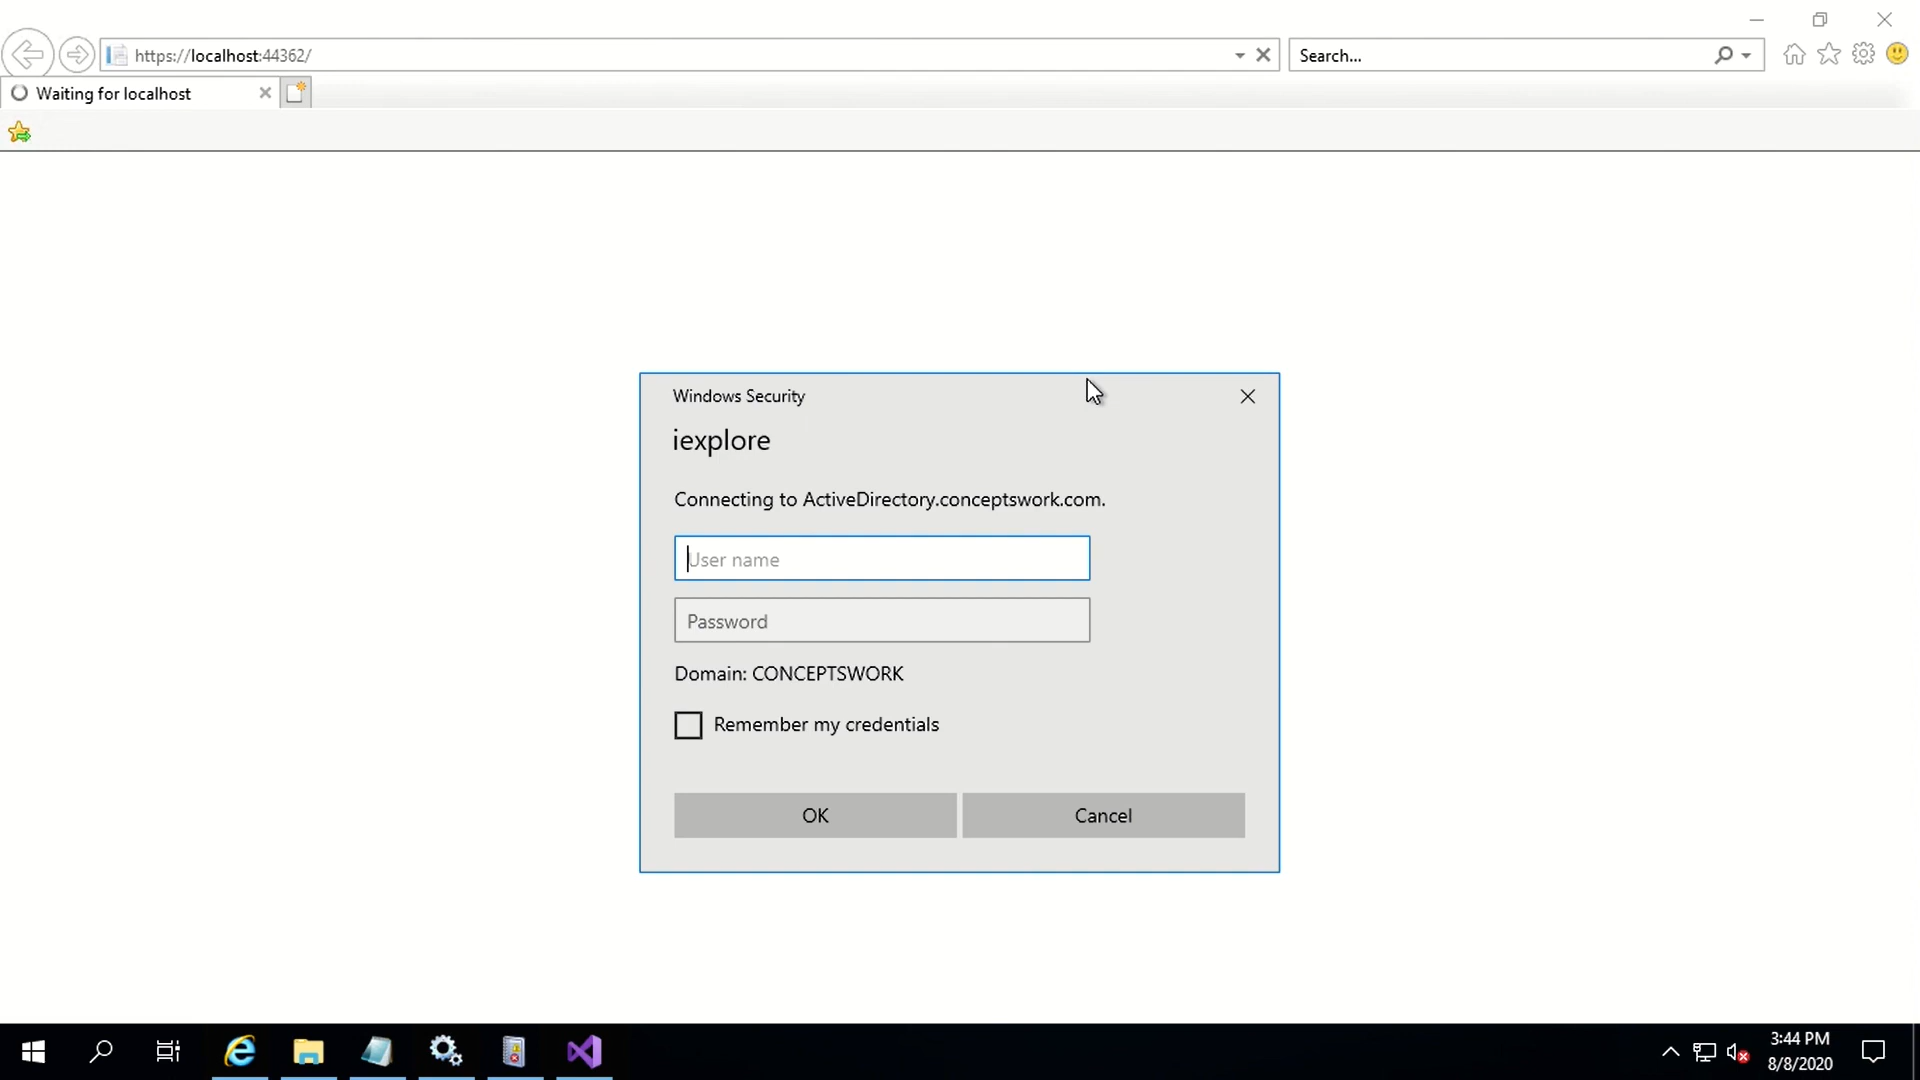 https://localhost:44362/
Search...
Waiting for localhost
Windows Security
iexplore
Connecting to ActiveDirectory.conceptswork.com.
User name
Password
Domain: CONCEPTSWORK
Remember my credentials
OK
Cancel
3:44 PM
8/8/2020